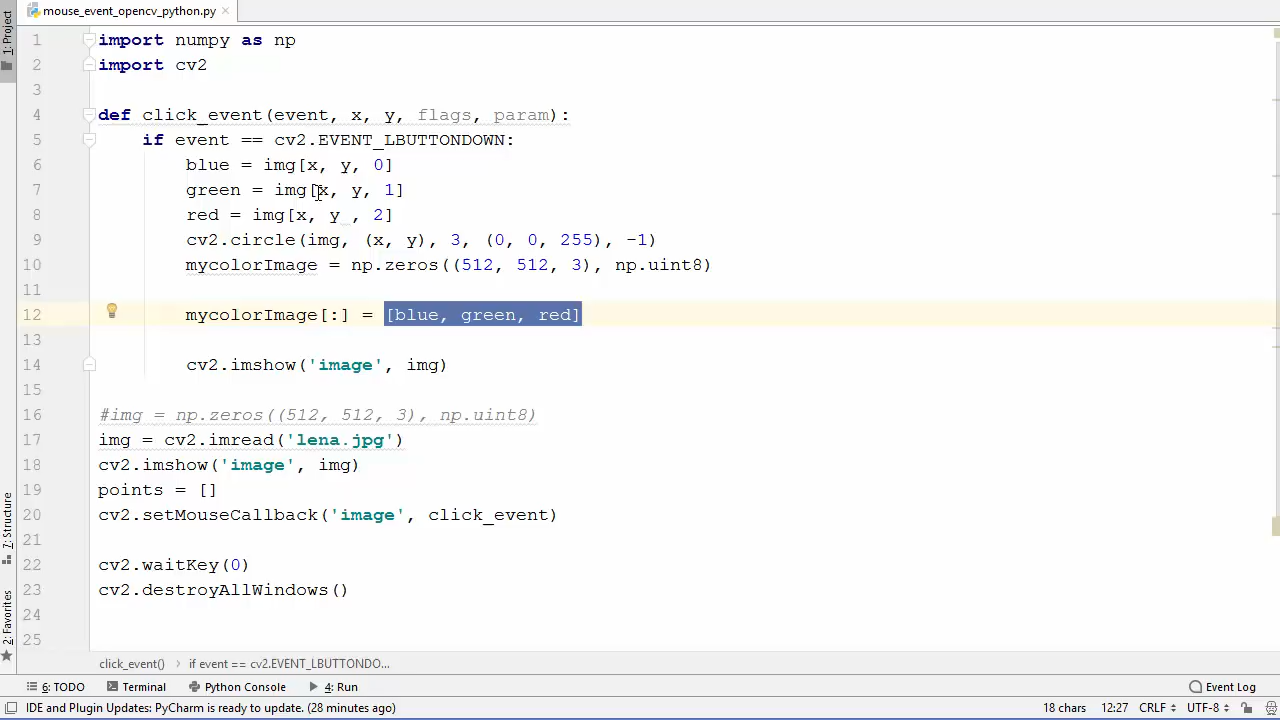 mouse_event_opencv_python.py
1: Project
1 import numpy as np
2 import cv2
3
4 def click_event(event, x, y, flags, param):
5 if event == cv2.EVENT_LBUTTONDOWN:
6 blue = img[x, y, 0]
7 green = img[x, y, 1]
8 red = img[x, y , 2]
9 cv2.circle(img, (x, y), 3, (0, 0, 255), -1)
10 mycolorImage = np.zeros((512, 512, 3), np.uint8)
11
12 mycolorImage[:] = [blue, green, red]
13
14 cv2.imshow('image', img)
15
16 #img = np.zeros((512, 512, 3), np.uint8)
17 img = cv2.imread('lena.jpg')
18 cv2.imshow('image', img)
19 points = []
20 cv2.setMouseCallback('image', click_event)
21
22 cv2.waitKey(0)
23 cv2.destroyAllWindows()
24
25
7: Structure
2: Favorites
click_event() › if event == cv2.EVENT_LBUTTONDO...
6: TODO Terminal Python Console 4: Run Event Log
IDE and Plugin Updates: PyCharm is ready to update. (28 minutes ago) 18 chars 12:27 CRLF UTF-8